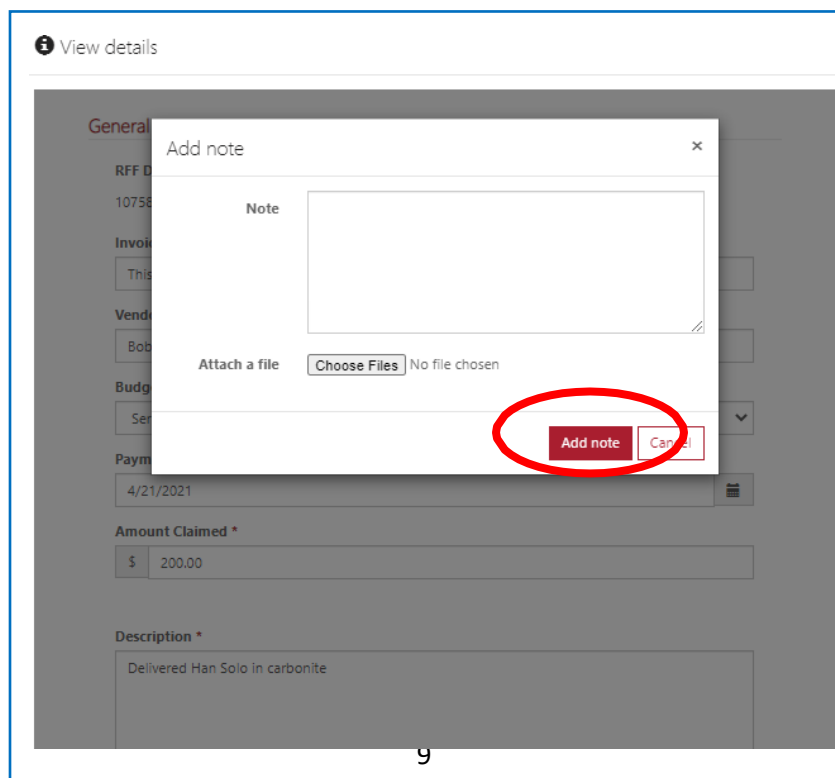 View details
General
Add note ×
RFF D
10758
Note
Invoi
This
Vend
Bob
Attach a file Choose Files No file chosen
Budg
Ser
Add note Cancel
Paym
4/21/2021
Amount Claimed *
$ 200.00
Description *
Delivered Han Solo in carbonite
9